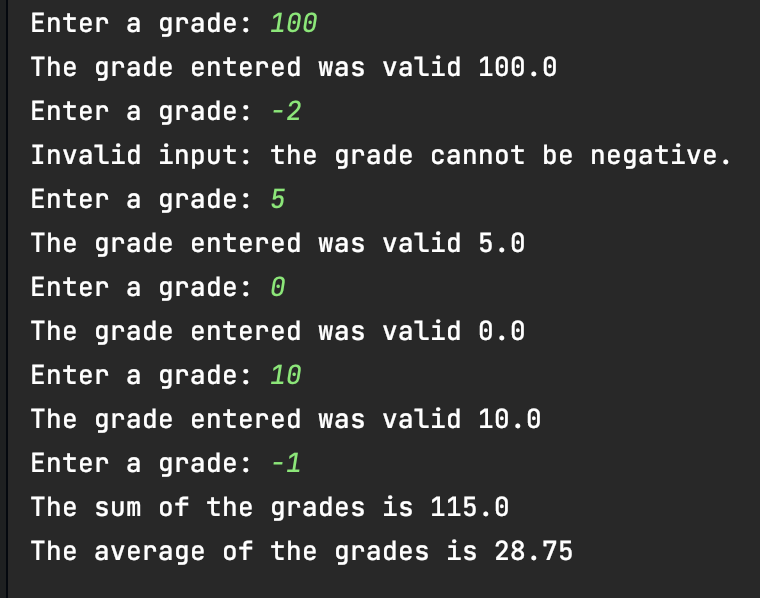 Enter a grade: 100
The grade entered was valid 100.0
Enter a grade: -2
Invalid input: the grade cannot be negative.
Enter a grade: 5
The grade entered was valid 5.0
Enter a grade: 0
The grade entered was valid 0.0
Enter a grade: 10
The grade entered was valid 10.0
Enter a grade: -1
The sum of the grades is 115.0
The average of the grades is 28.75